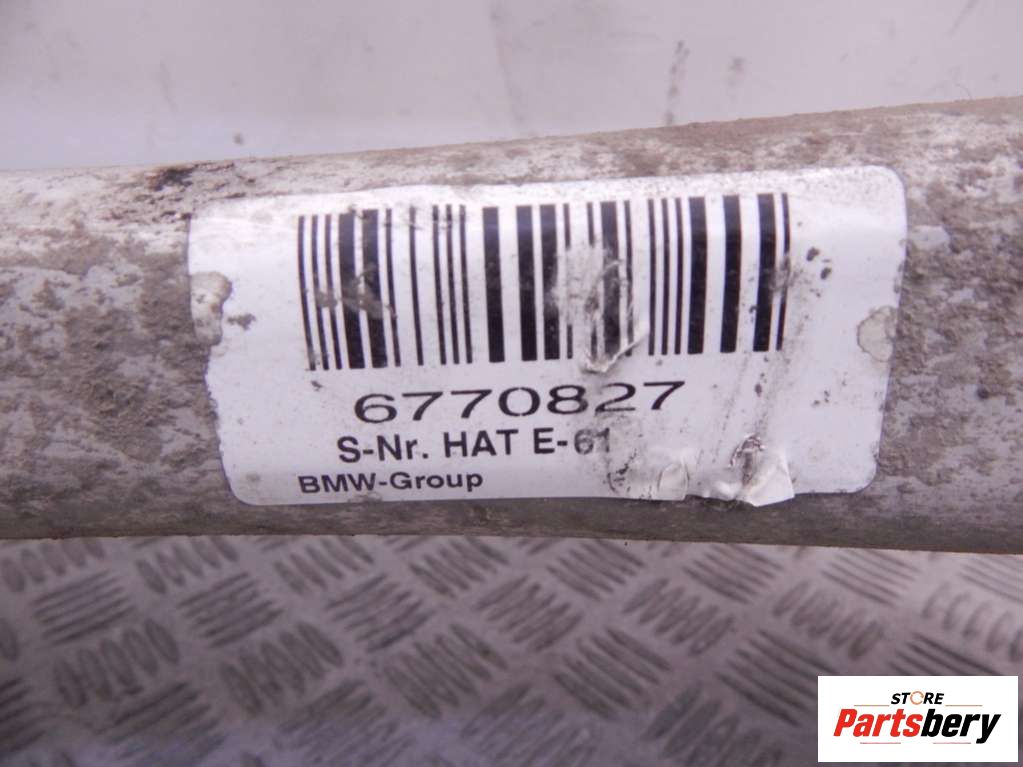 6770827
S-Nr. HAT E-61
BMW-Group
STORE
Partsbery